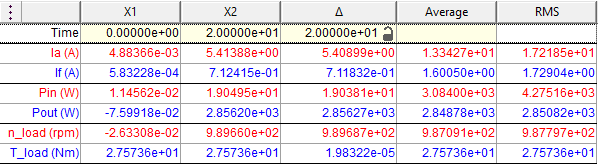 X1 X2 Δ Average RMS
Time 0.00000e+00 2.00000e+01 2.00000e+01
Ia (A) 4.88366e-03 5.41388e+00 5.40899e+00 1.33427e+01 1.72185e+01
If (A) 5.83228e-04 7.12415e-01 7.11832e-01 1.60050e+00 1.72904e+00
Pin (W) 1.14562e-02 1.90495e+01 1.90381e+01 3.08400e+03 4.27516e+03
Pout (W) -7.59918e-02 2.85620e+03 2.85627e+03 2.84878e+03 2.85082e+03
n_load (rpm) -2.63308e-02 9.89660e+02 9.89687e+02 9.87091e+02 9.87797e+02
T_load (Nm) 2.75736e+01 2.75736e+01 1.98322e-05 2.75736e+01 2.75736e+01